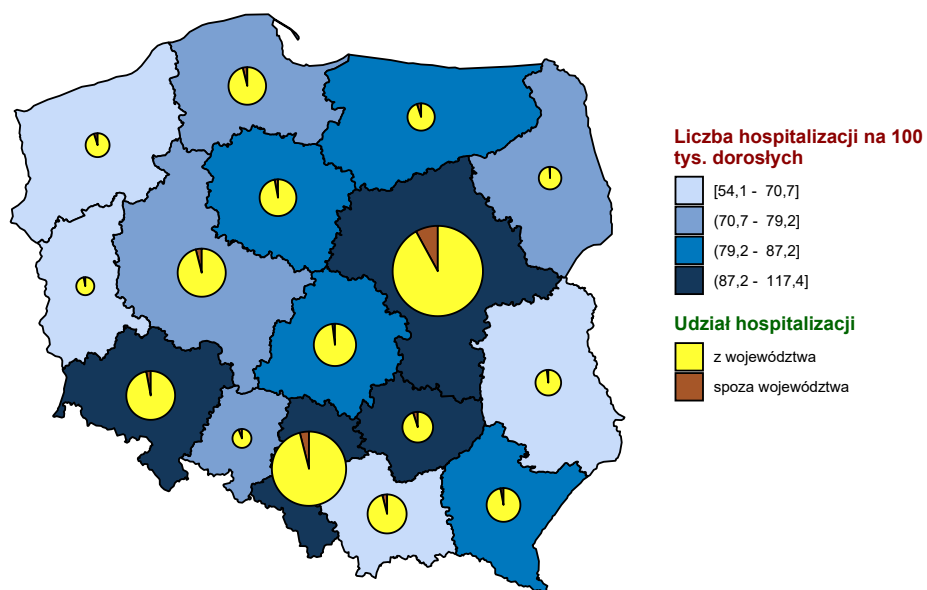 Liczba hospitalizacji na 100
tys. dorosłych
[54,1 - 70,7]
(70,7 - 79,2]
(79,2 - 87,2]
(87,2 - 117,4]
Udział hospitalizacji
z województwa
spoza województwa